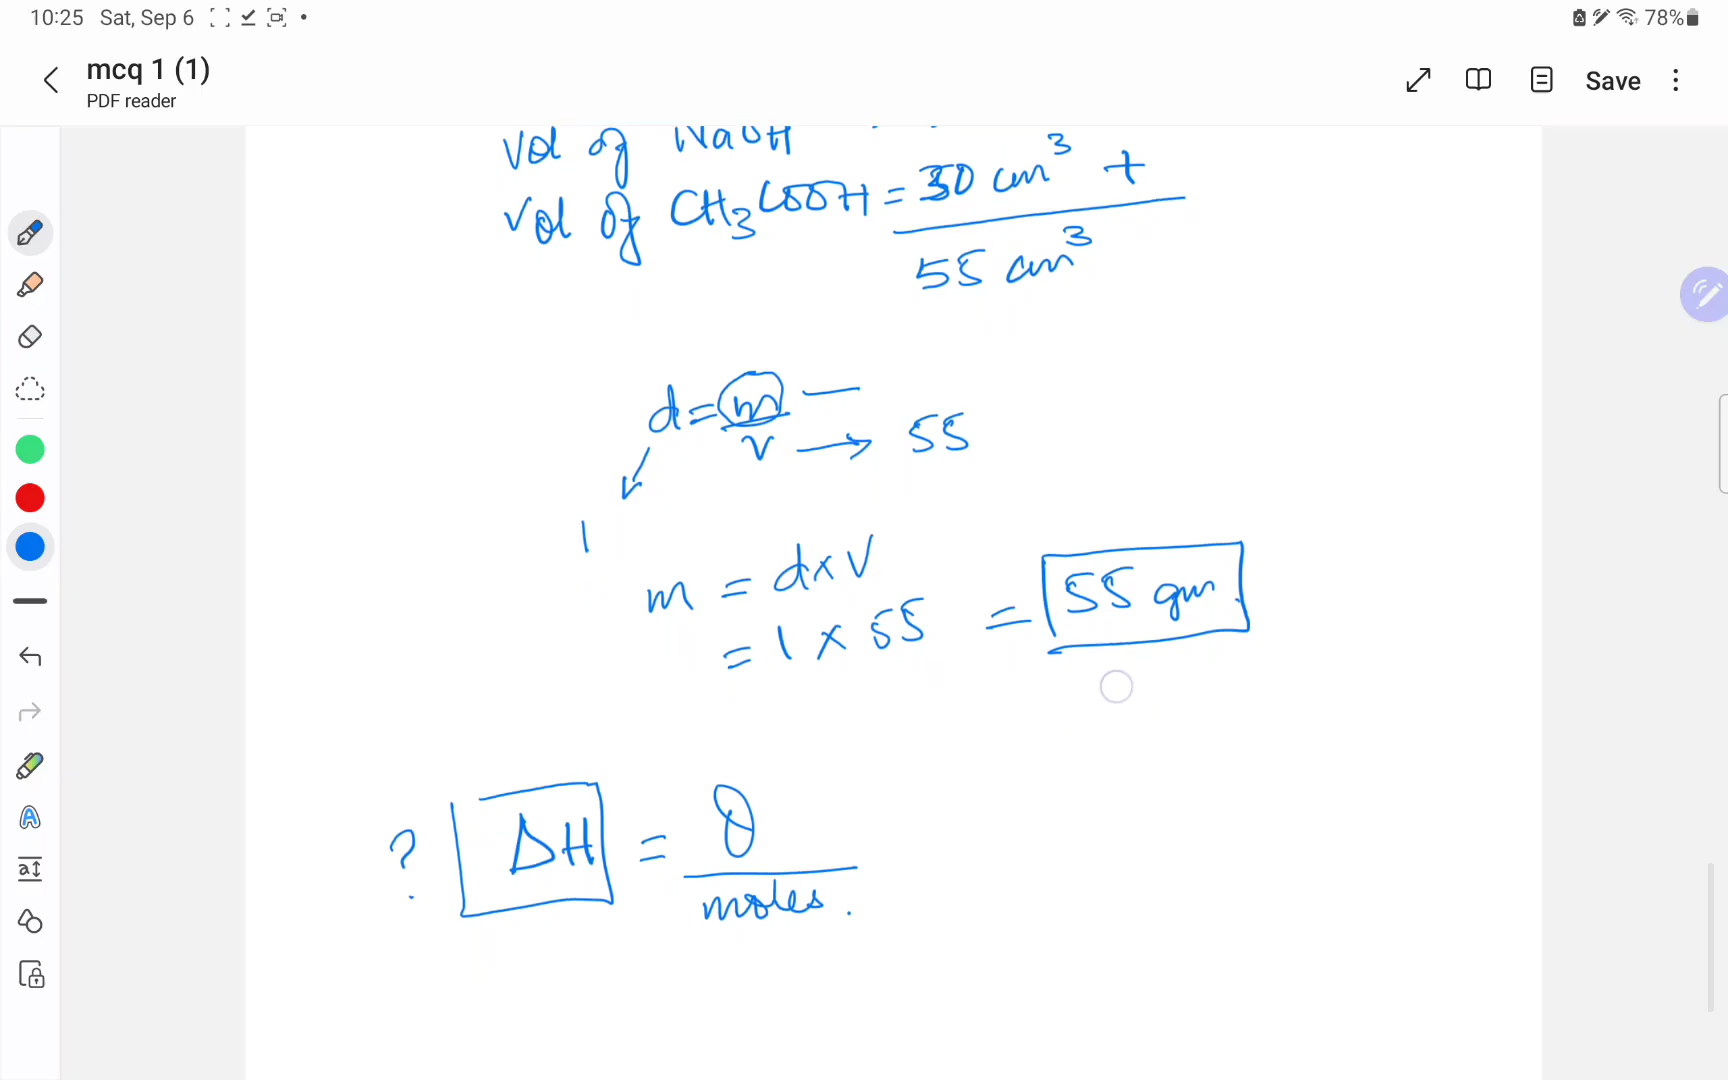 10:25 Sat, Sep 6
78%
mcq 1 (1)
PDF reader
Save
vol of NaOH
vol of CH₃COOH = 30 cm³ +
55 cm³
d = m
v → 55
1
m = d x V
= 1 x 55 = 55 gm.
? ΔH = Q
moles.